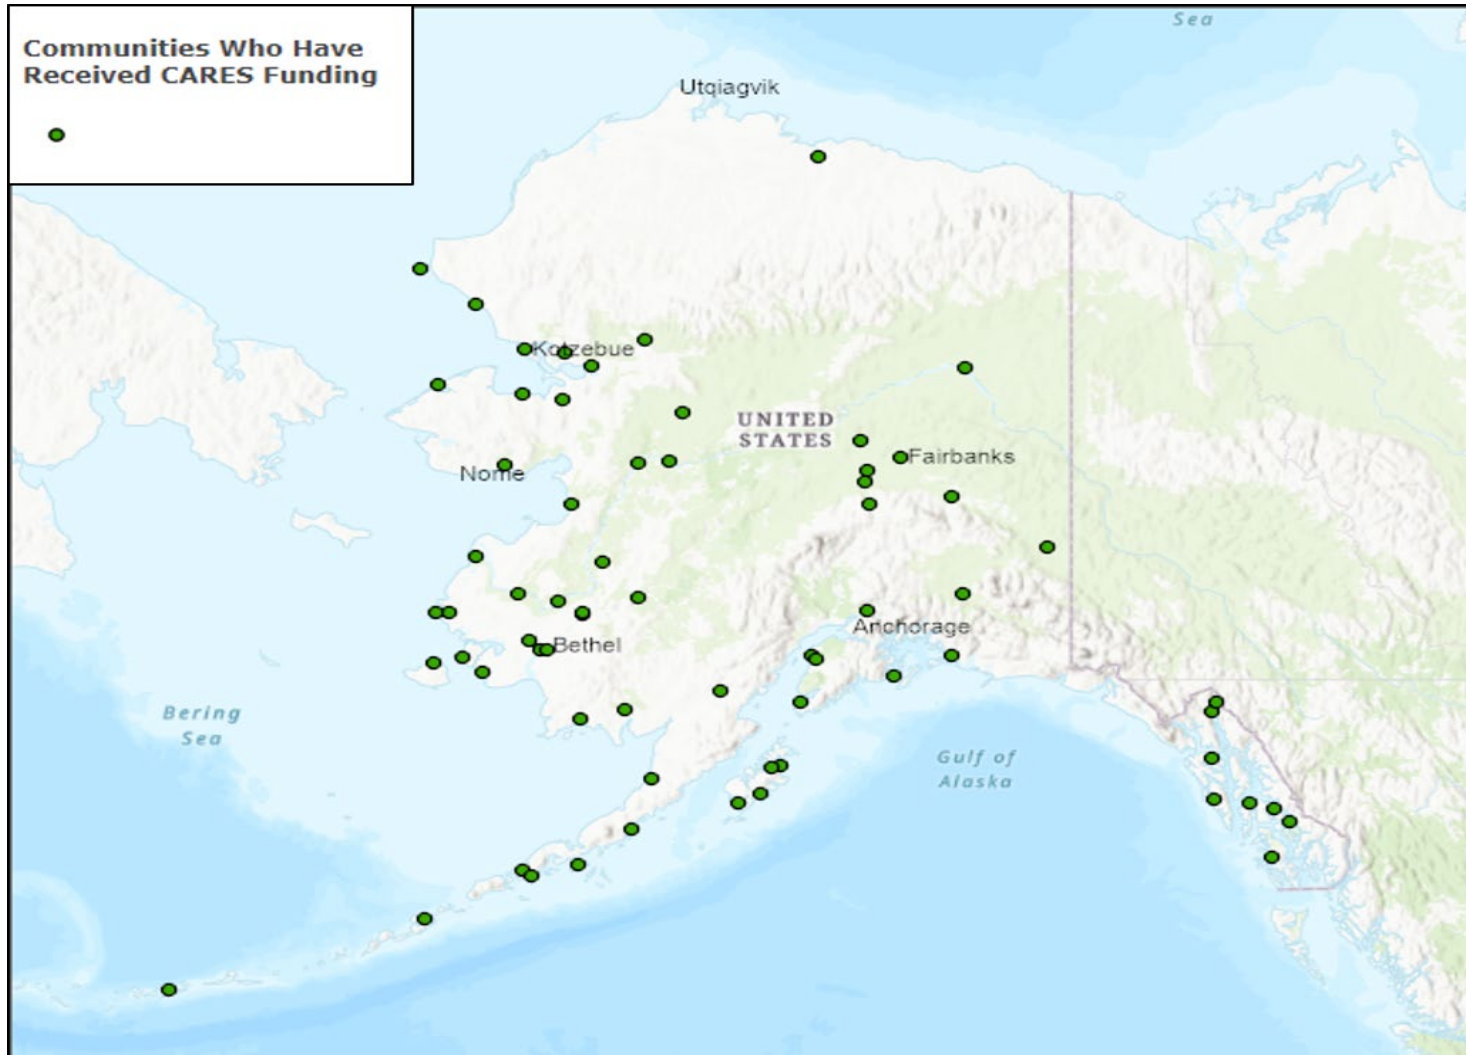 Communities Who Have
Received CARES Funding
Sea
Utqiagvik
Kotzebue
UNITED
STATES
Fairbanks
Nome
Anchorage
Bethel
Bering
Sea
Gulf of
Alaska